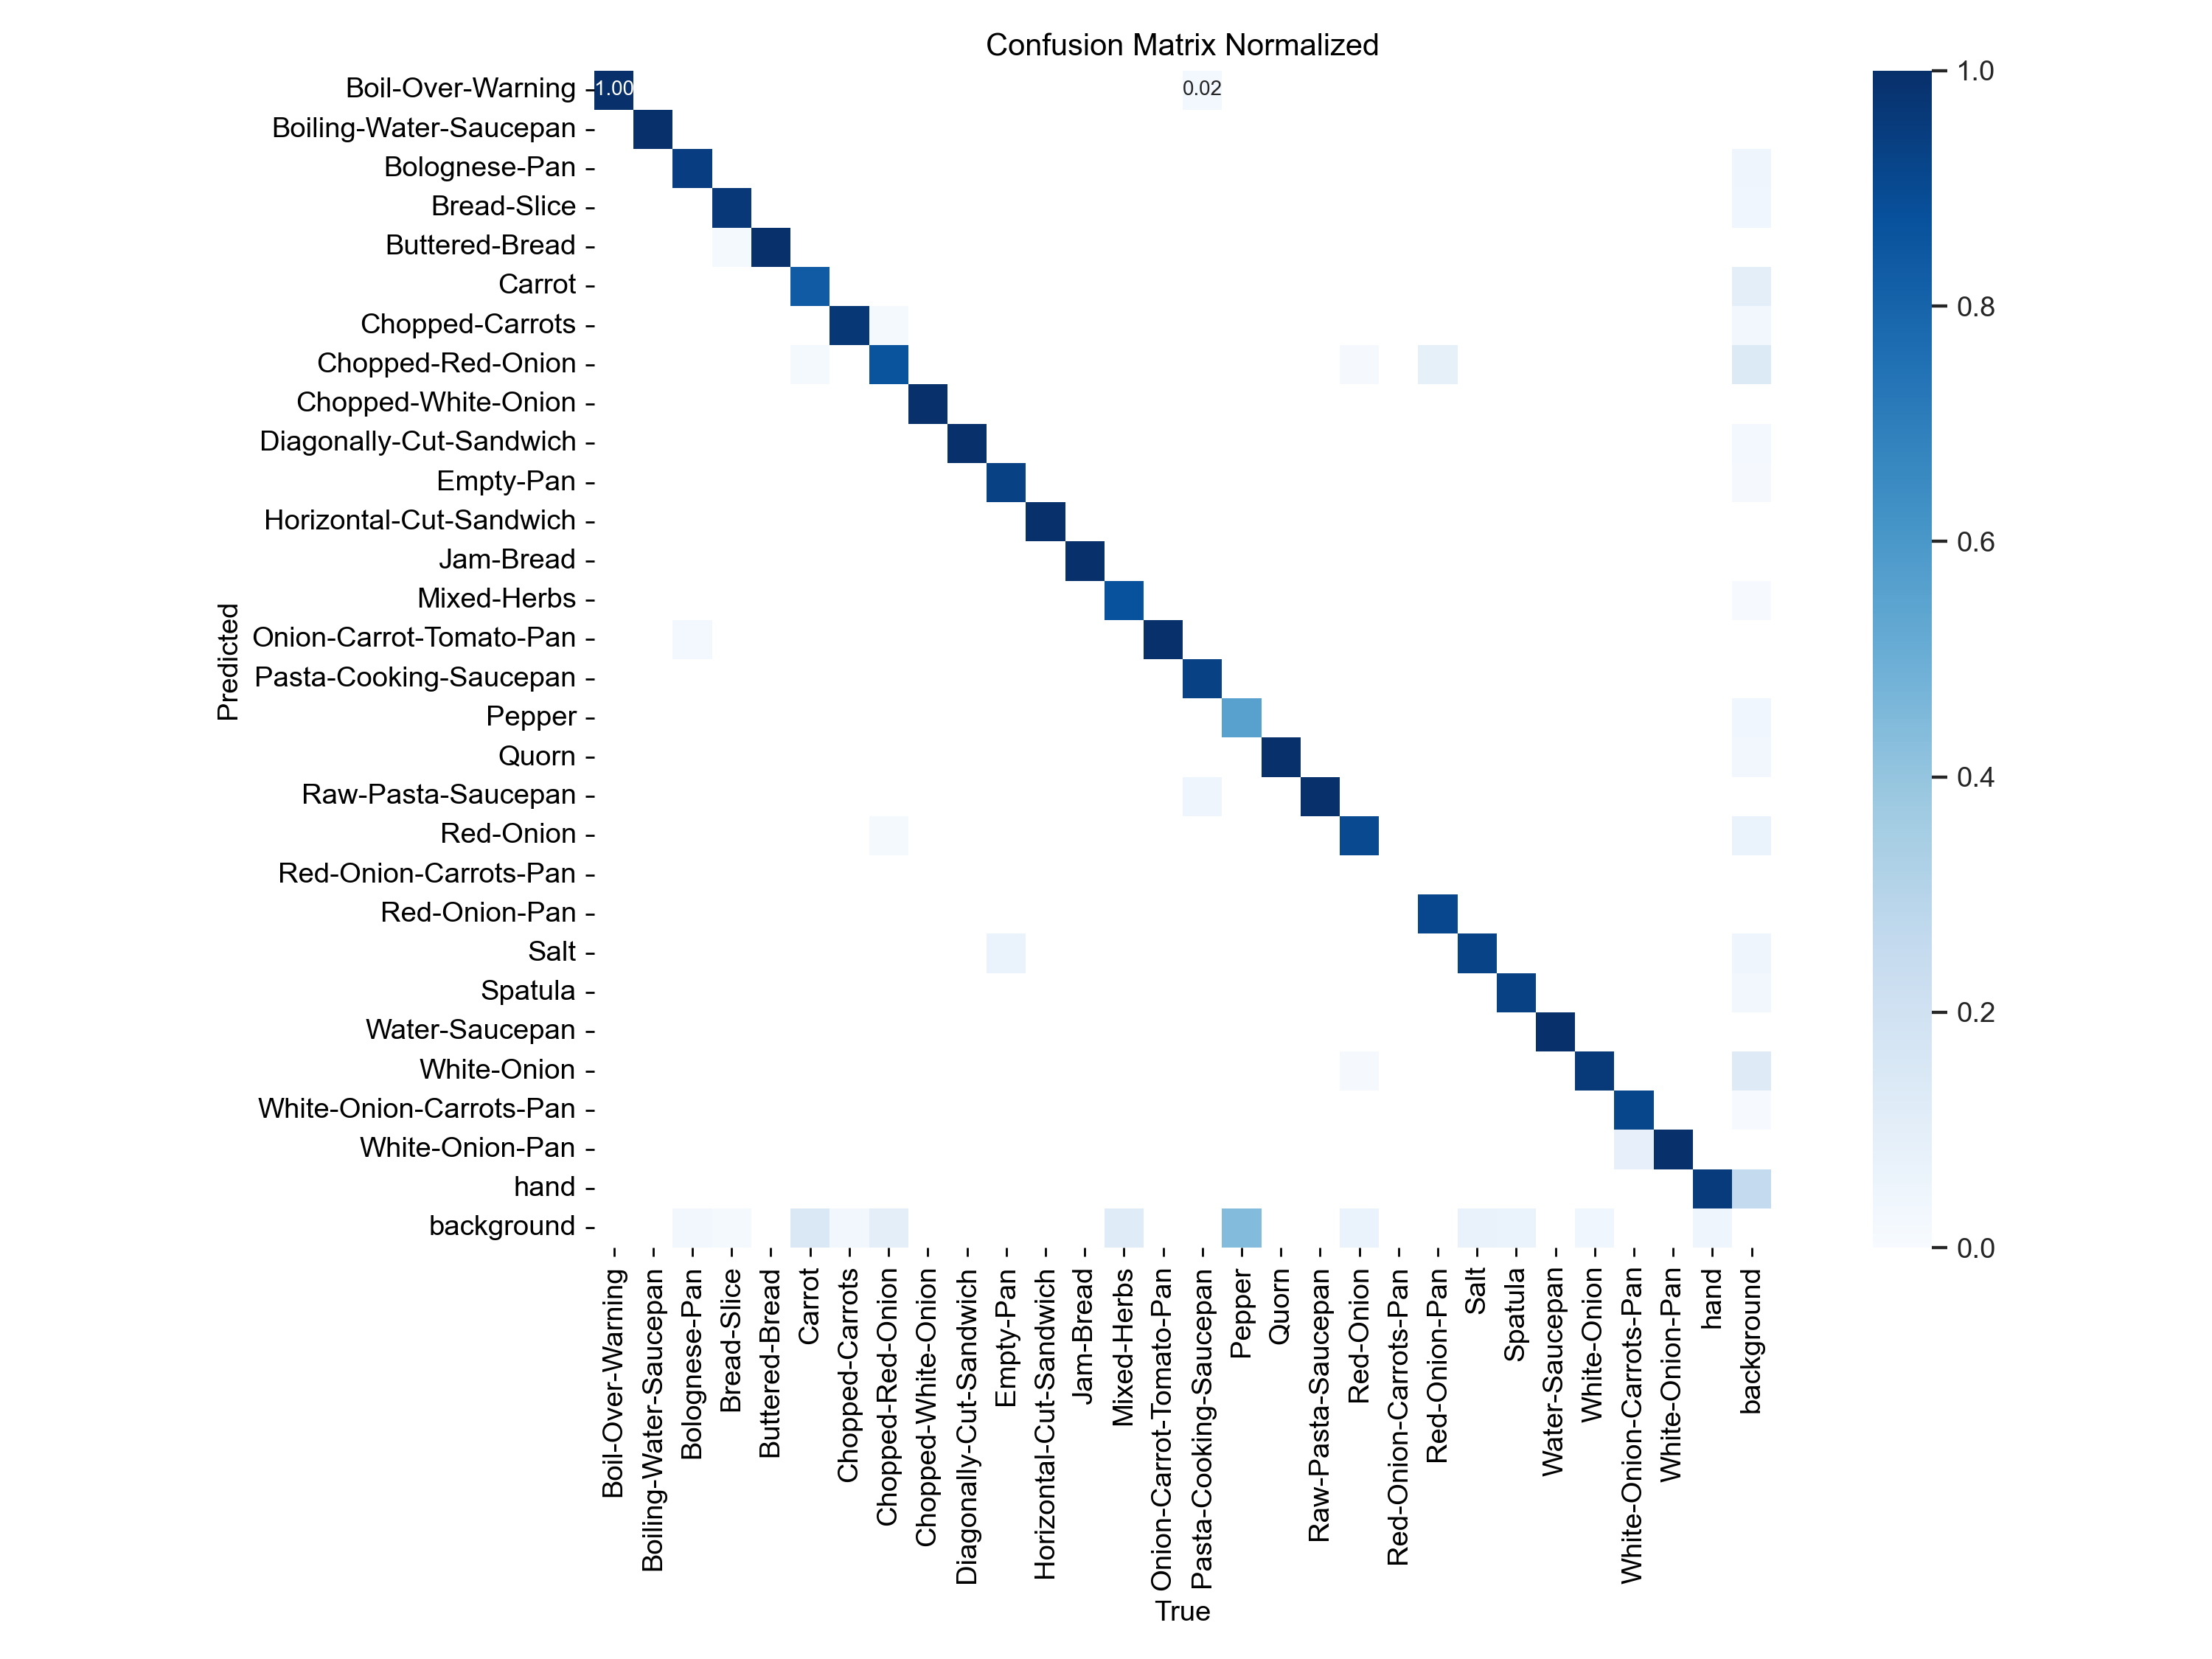 Confusion Matrix Normalized
Boil-Over-Warning
1.00
0.02
Boiling-Water-Saucepan
Bolognese-Pan
Bread-Slice
Buttered-Bread
Carrot
Chopped-Carrots
Chopped-Red-Onion
Chopped-White-Onion
Diagonally-Cut-Sandwich
Empty-Pan
Horizontal-Cut-Sandwich
Jam-Bread
Mixed-Herbs
Onion-Carrot-Tomato-Pan
Pasta-Cooking-Saucepan
Pepper
Quorn
Raw-Pasta-Saucepan
Red-Onion
Red-Onion-Carrots-Pan
Red-Onion-Pan
Salt
Spatula
Water-Saucepan
White-Onion
White-Onion-Carrots-Pan
White-Onion-Pan
hand
background
Predicted
Boil-Over-Warning
Boiling-Water-Saucepan
Bolognese-Pan
Bread-Slice
Buttered-Bread
Carrot
Chopped-Carrots
Chopped-Red-Onion
Chopped-White-Onion
Diagonally-Cut-Sandwich
Empty-Pan
Horizontal-Cut-Sandwich
Jam-Bread
Mixed-Herbs
Onion-Carrot-Tomato-Pan
Pasta-Cooking-Saucepan
Pepper
Quorn
Raw-Pasta-Saucepan
Red-Onion
Red-Onion-Carrots-Pan
Red-Onion-Pan
Salt
Spatula
Water-Saucepan
White-Onion
White-Onion-Carrots-Pan
White-Onion-Pan
hand
background
True
1.0
0.8
0.6
0.4
0.2
0.0